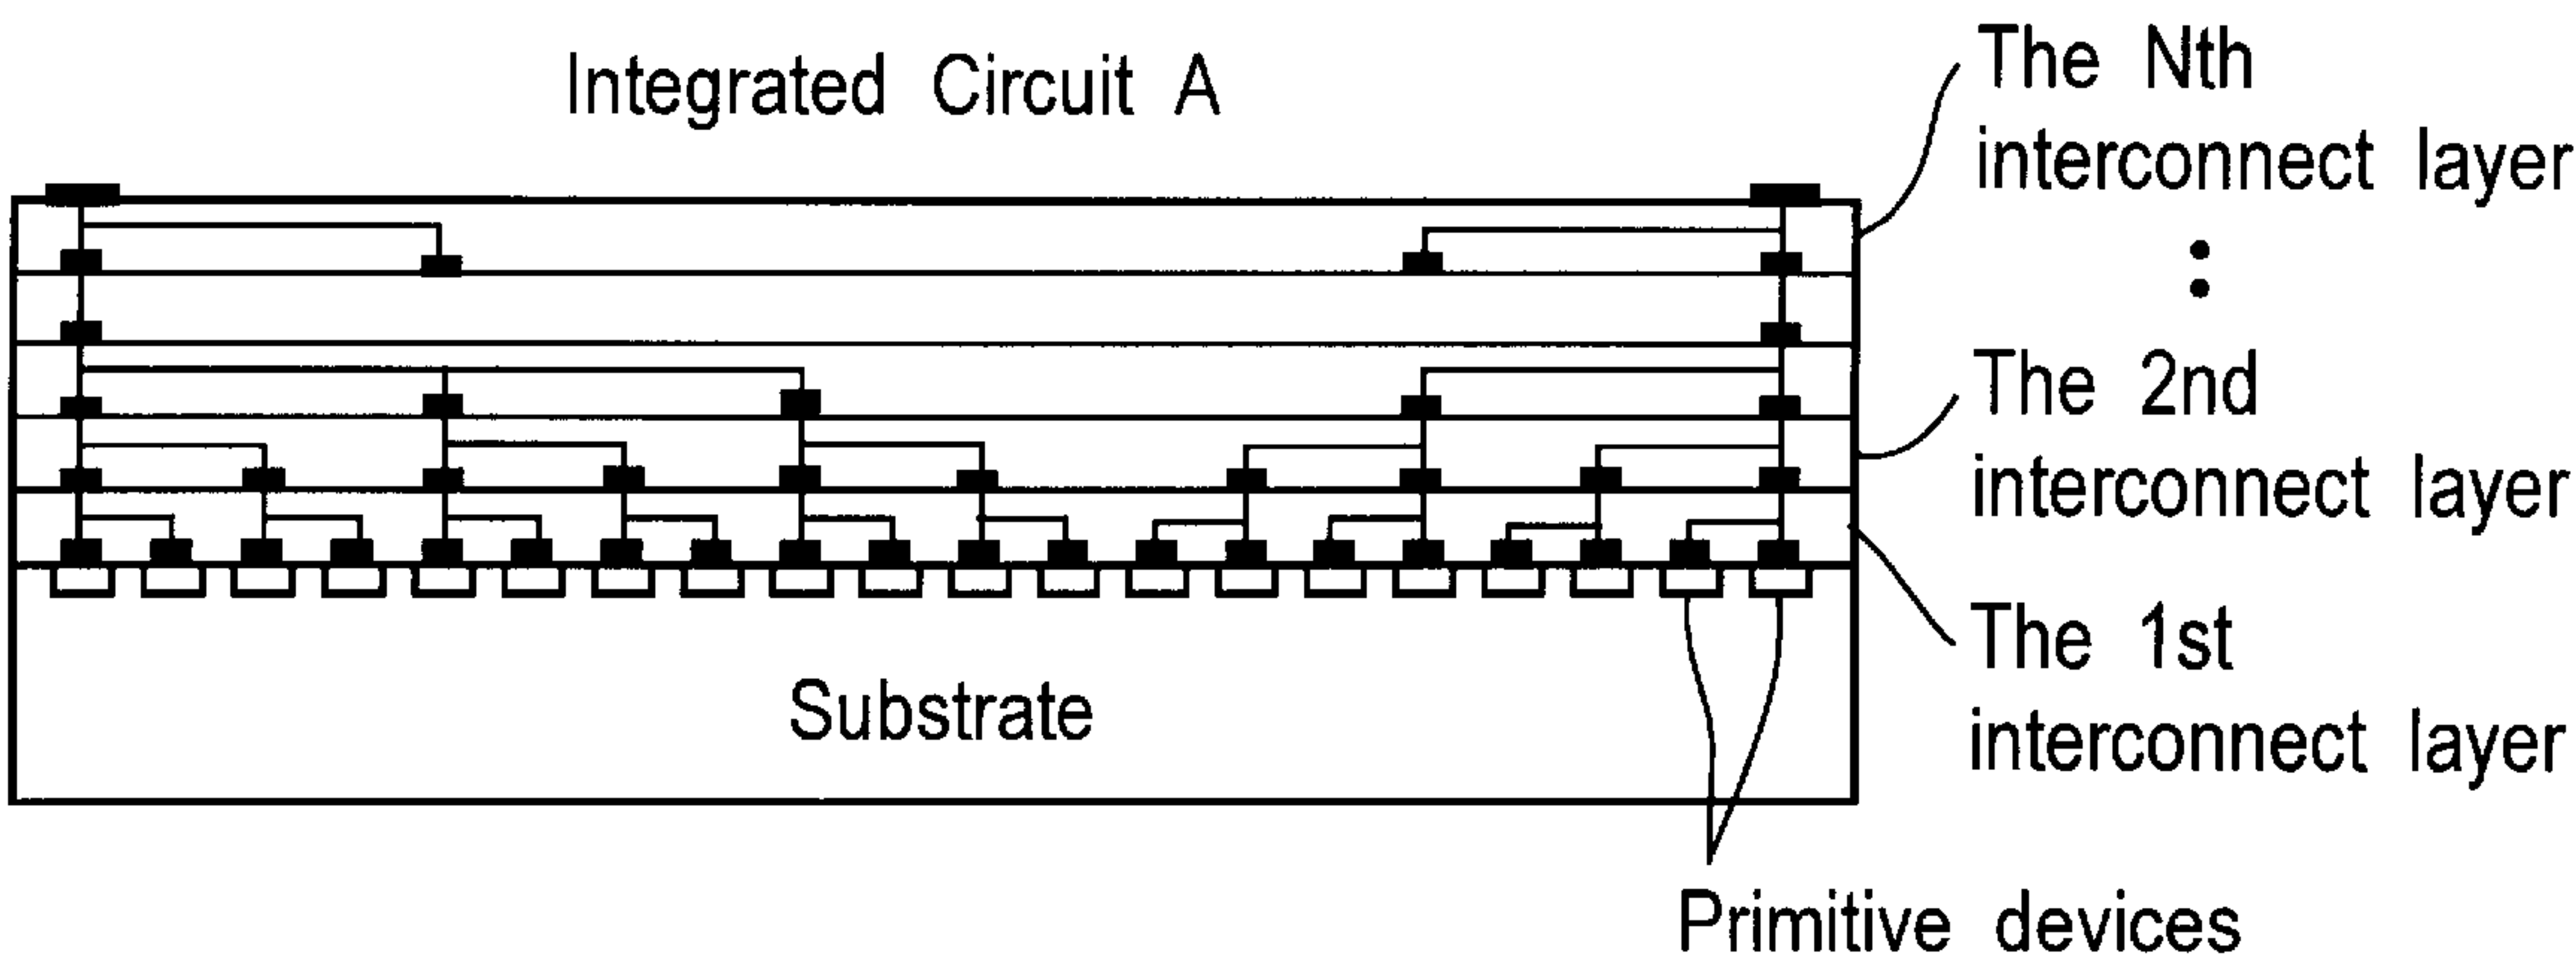 Integrated Circuit A
The Nth
interconnect layer
The 2nd
interconnect layer
The 1st
interconnect layer
Substrate
Primitive devices